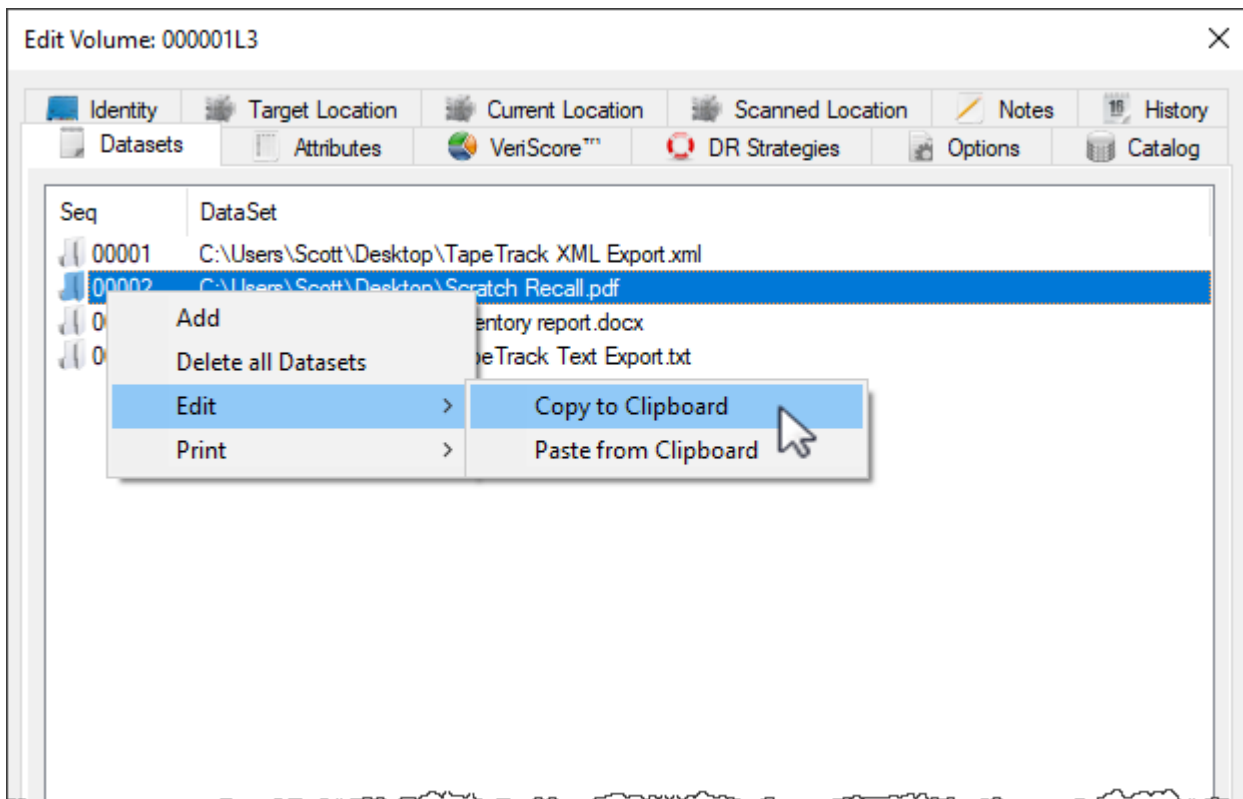 Edit Volume: 000001L3
Identity Target Location Current Location Scanned Location Notes 16 History
Datasets Attributes VeriScore™ DR Strategies Options Catalog
Seq DataSet
00001 C:\Users\Scott\Desktop\TapeTrack XML Export.xml
00002 C:\Users\Scott\Desktop\Scratch Recall.pdf
Add
entory report.docx
Delete all Datasets
peTrack Text Export.txt
Edit > Copy to Clipboard
Print > Paste from Clipboard